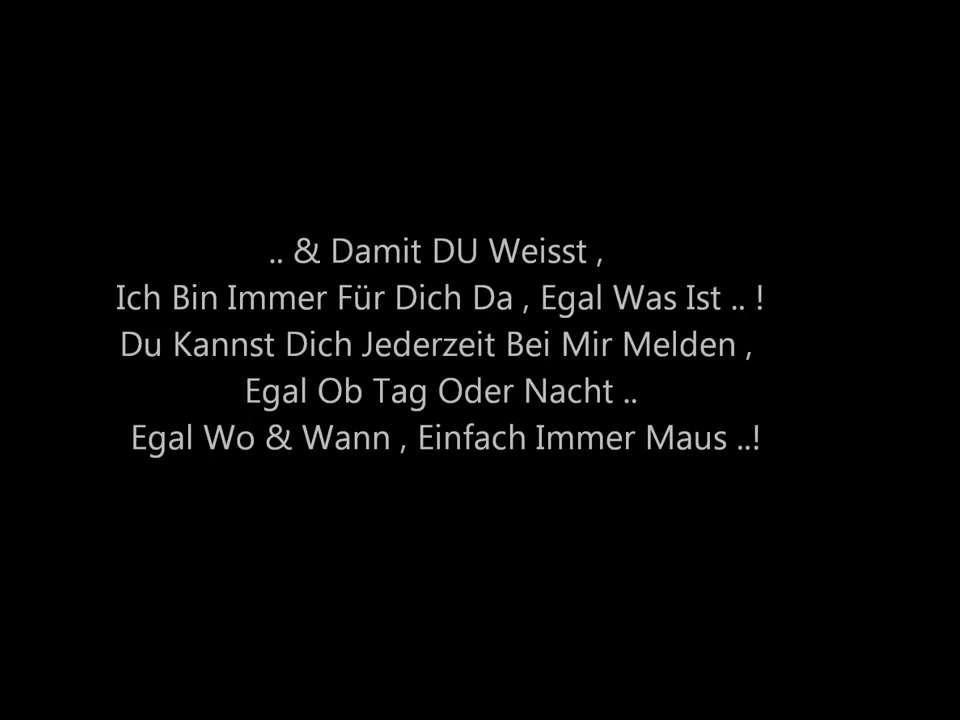 .. & Damit DU Weisst ,
Ich Bin Immer Für Dich Da , Egal Was Ist .. !
Du Kannst Dich Jederzeit Bei Mir Melden ,
Egal Ob Tag Oder Nacht ..
Egal Wo & Wann , Einfach Immer Maus ..!